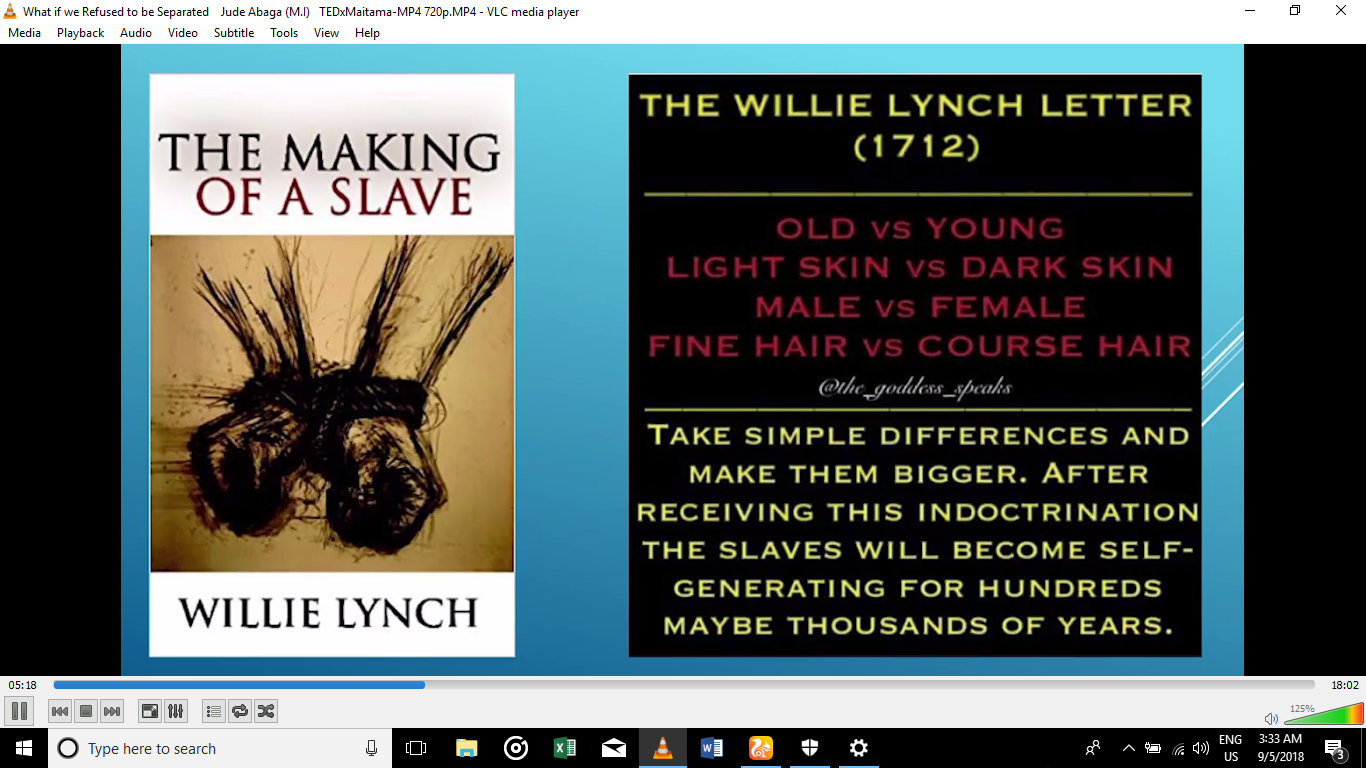 What if we Refused to be Separated    Jude Abaga (M.I)    TEDxMaitama-MP4 720p.MP4 - VLC media player
Media Playback Audio Video Subtitle Tools View Help
THE MAKING
OF A SLAVE
WILLIE LYNCH
THE WILLIE LYNCH LETTER
(1712)
OLD vs YOUNG
LIGHT SKIN vs DARK SKIN
MALE vs FEMALE
FINE HAIR vs COURSE HAIR
@the_goddess_speaks
TAKE SIMPLE DIFFERENCES AND
MAKE THEM BIGGER. AFTER
RECEIVING THIS INDOCTRINATION
THE SLAVES WILL BECOME SELF-
GENERATING FOR HUNDREDS
MAYBE THOUSANDS OF YEARS.
05:18 18:02
125%
Type here to search
ENG 3:33 AM
US 9/5/2018
3